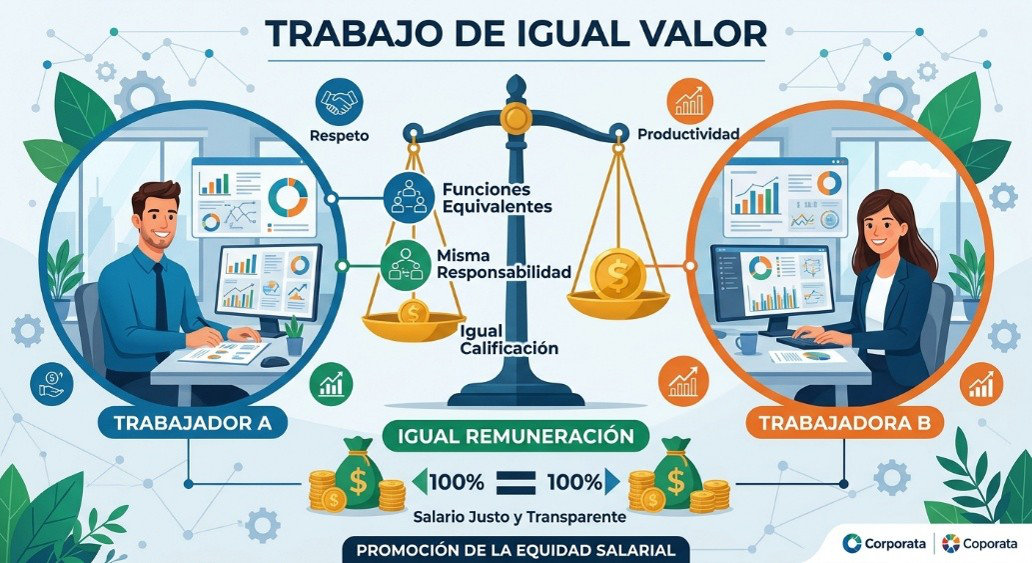 TRABAJO DE IGUAL VALOR
Respeto
Productividad
Funciones
Equivalentes
Misma
Responsabilidad
Igual
Calificación
TRABAJADOR A
TRABAJADORA B
IGUAL REMUNERACIÓN
100% = 100%
Salario Justo y Transparente
PROMOCIÓN DE LA EQUIDAD SALARIAL
Corporata | Coporata